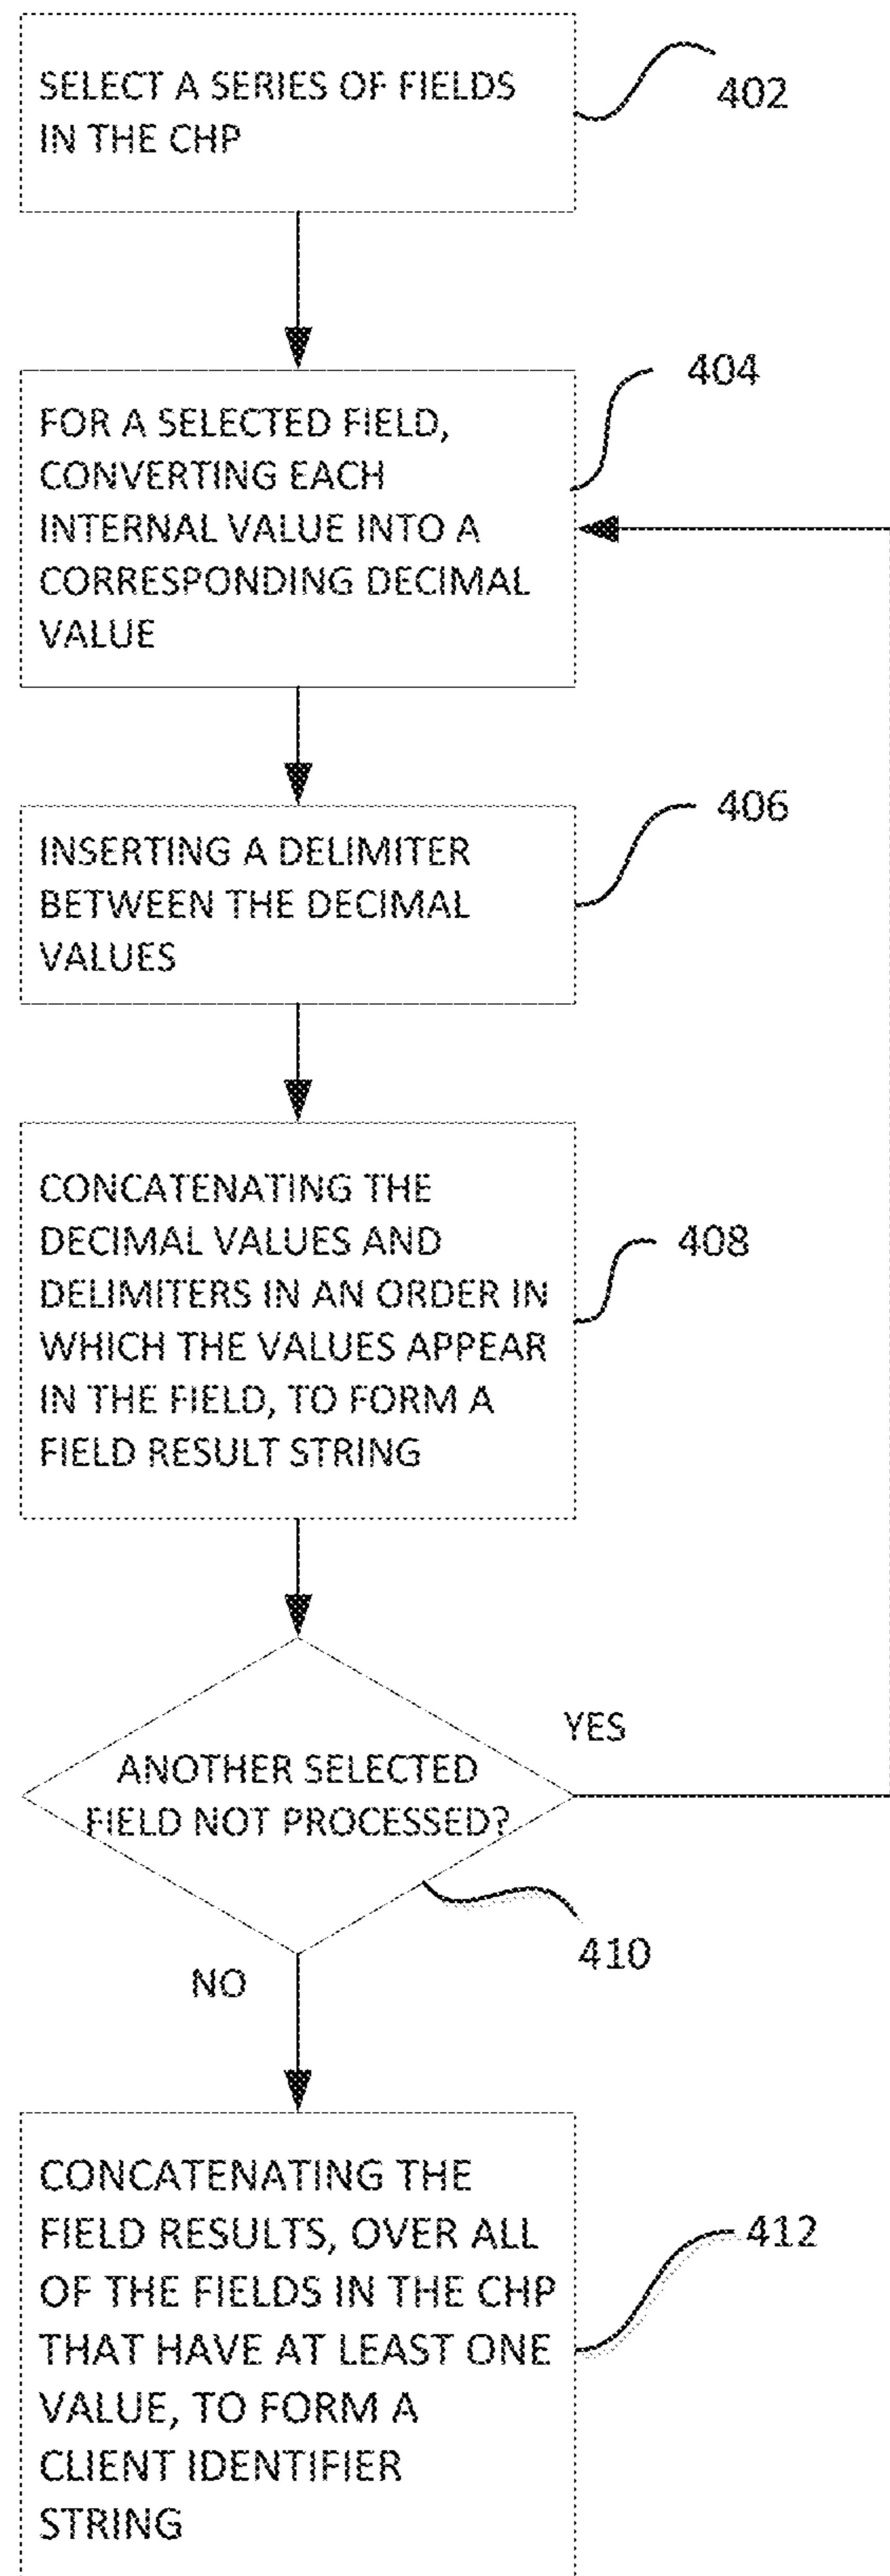 SELECT A SERIES OF FIELDS
IN THE CHP
402
404
FOR A SELECTED FIELD,
CONVERTING EACH
INTERNAL VALUE INTO A
CORRESPONDING DECIMAL
VALUE
406
INSERTING A DELIMITER
BETWEEN THE DECIMAL
VALUES
CONCATENATING THE
DECIMAL VALUES AND
DELIMITERS IN AN ORDER IN
WHICH THE VALUES APPEAR
IN THE FIELD, TO FORM A
FIELD RESULT STRING
408
YES
ANOTHER SELECTED
FIELD NOT PROCESSED?
410
NO
CONCATENATING THE
FIELD RESULTS, OVER ALL
OF THE FIELDS IN THE CHP
THAT HAVE AT LEAST ONE
VALUE, TO FORM A
CLIENT IDENTIFIER
STRING
412